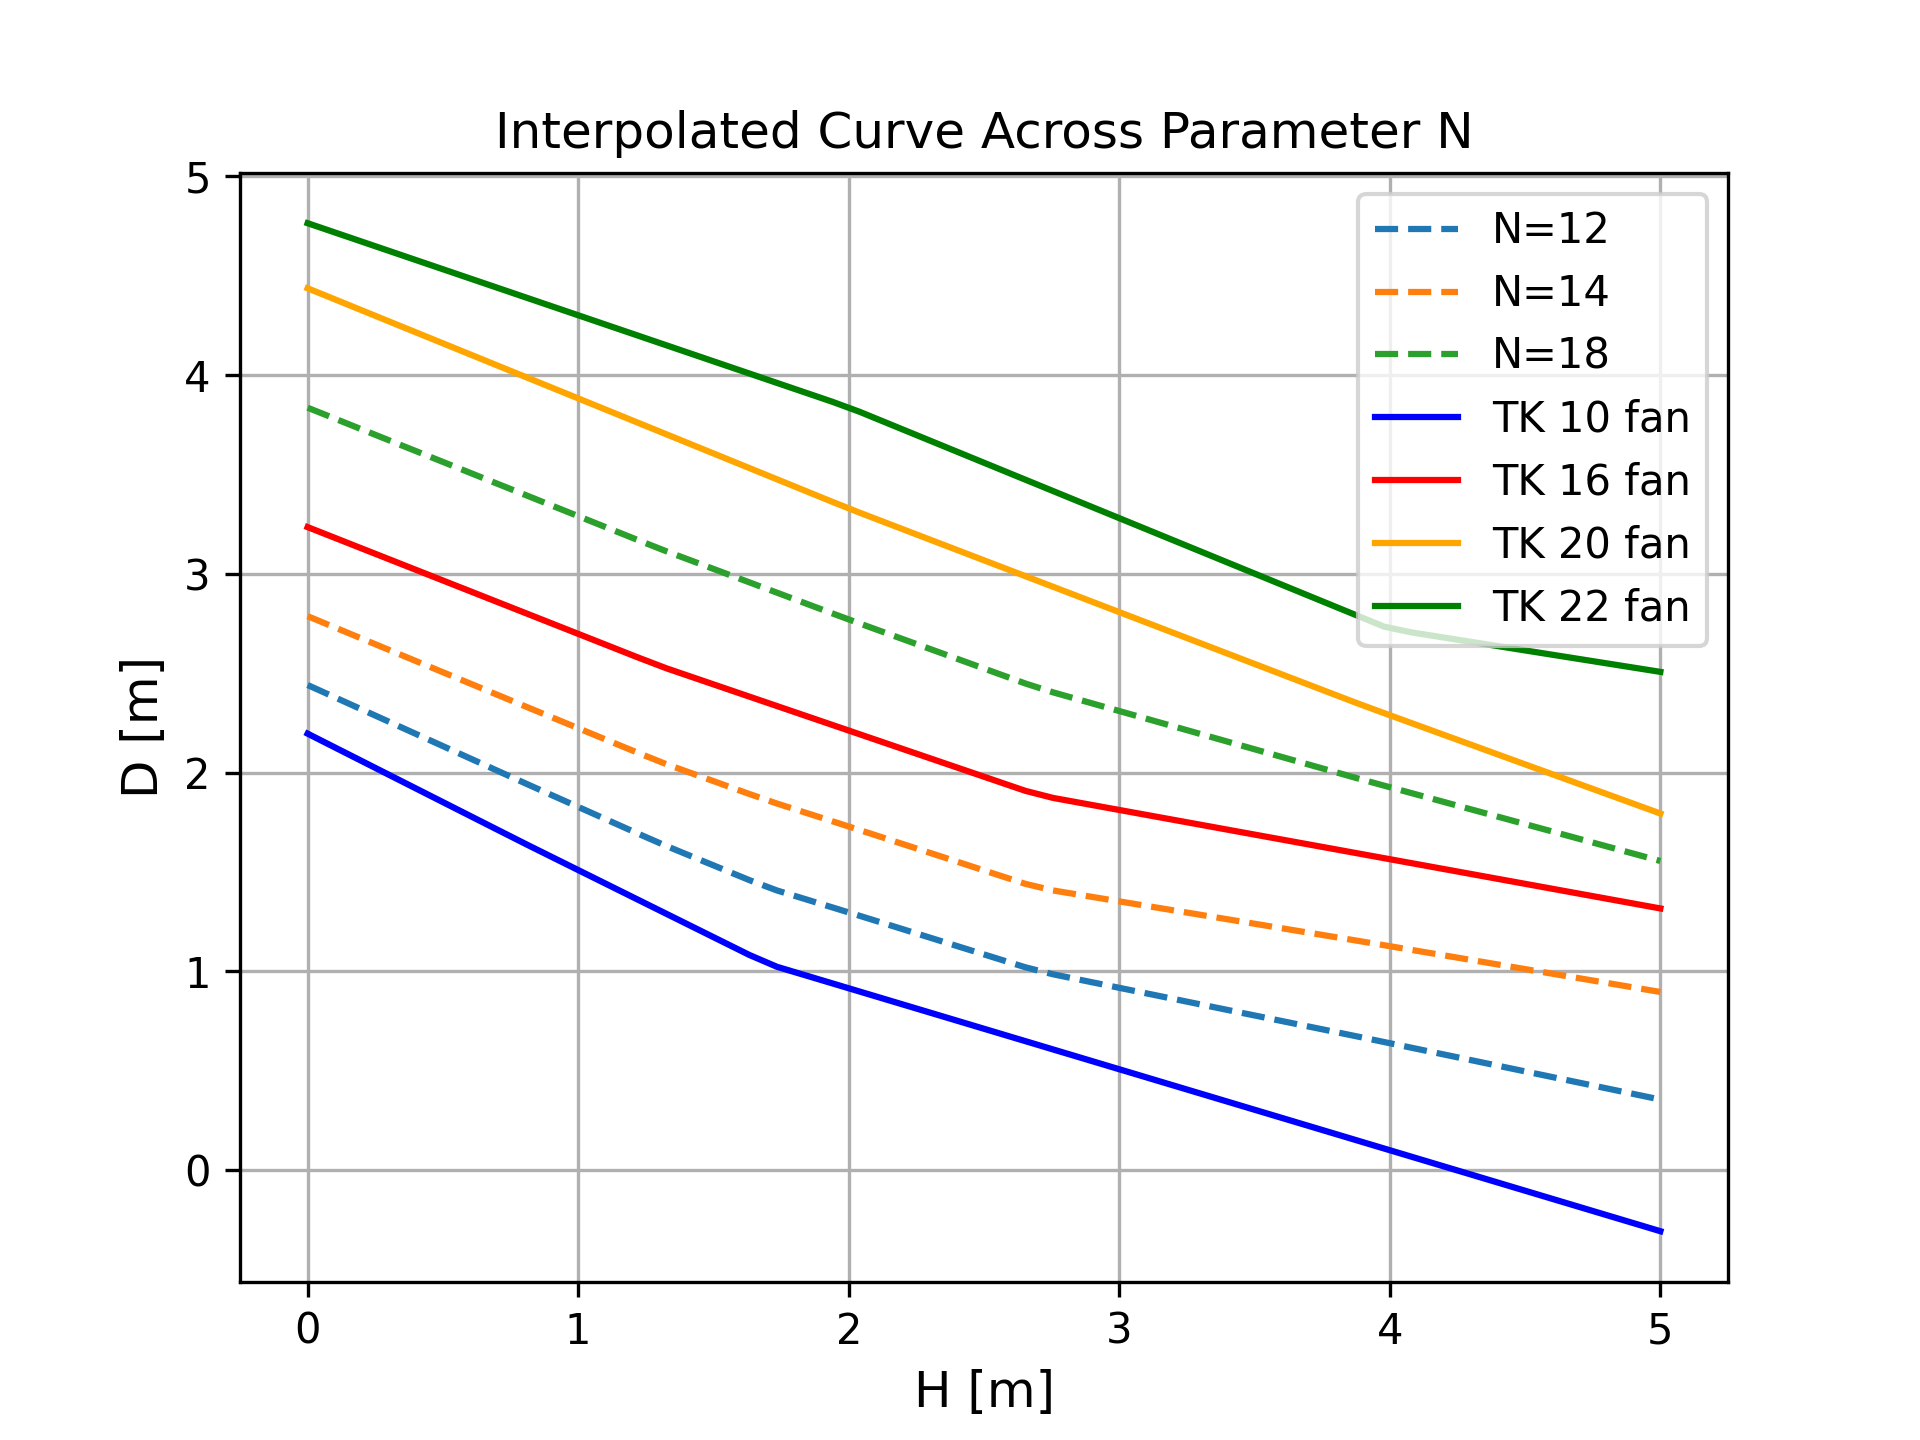 Interpolated Curve Across Parameter N
5
4
3
2
1
0
D [m]
N=12
N=14
N=18
TK 10 fan
TK 16 fan
TK 20 fan
TK 22 fan
0 1 2 3 4 5
H [m]